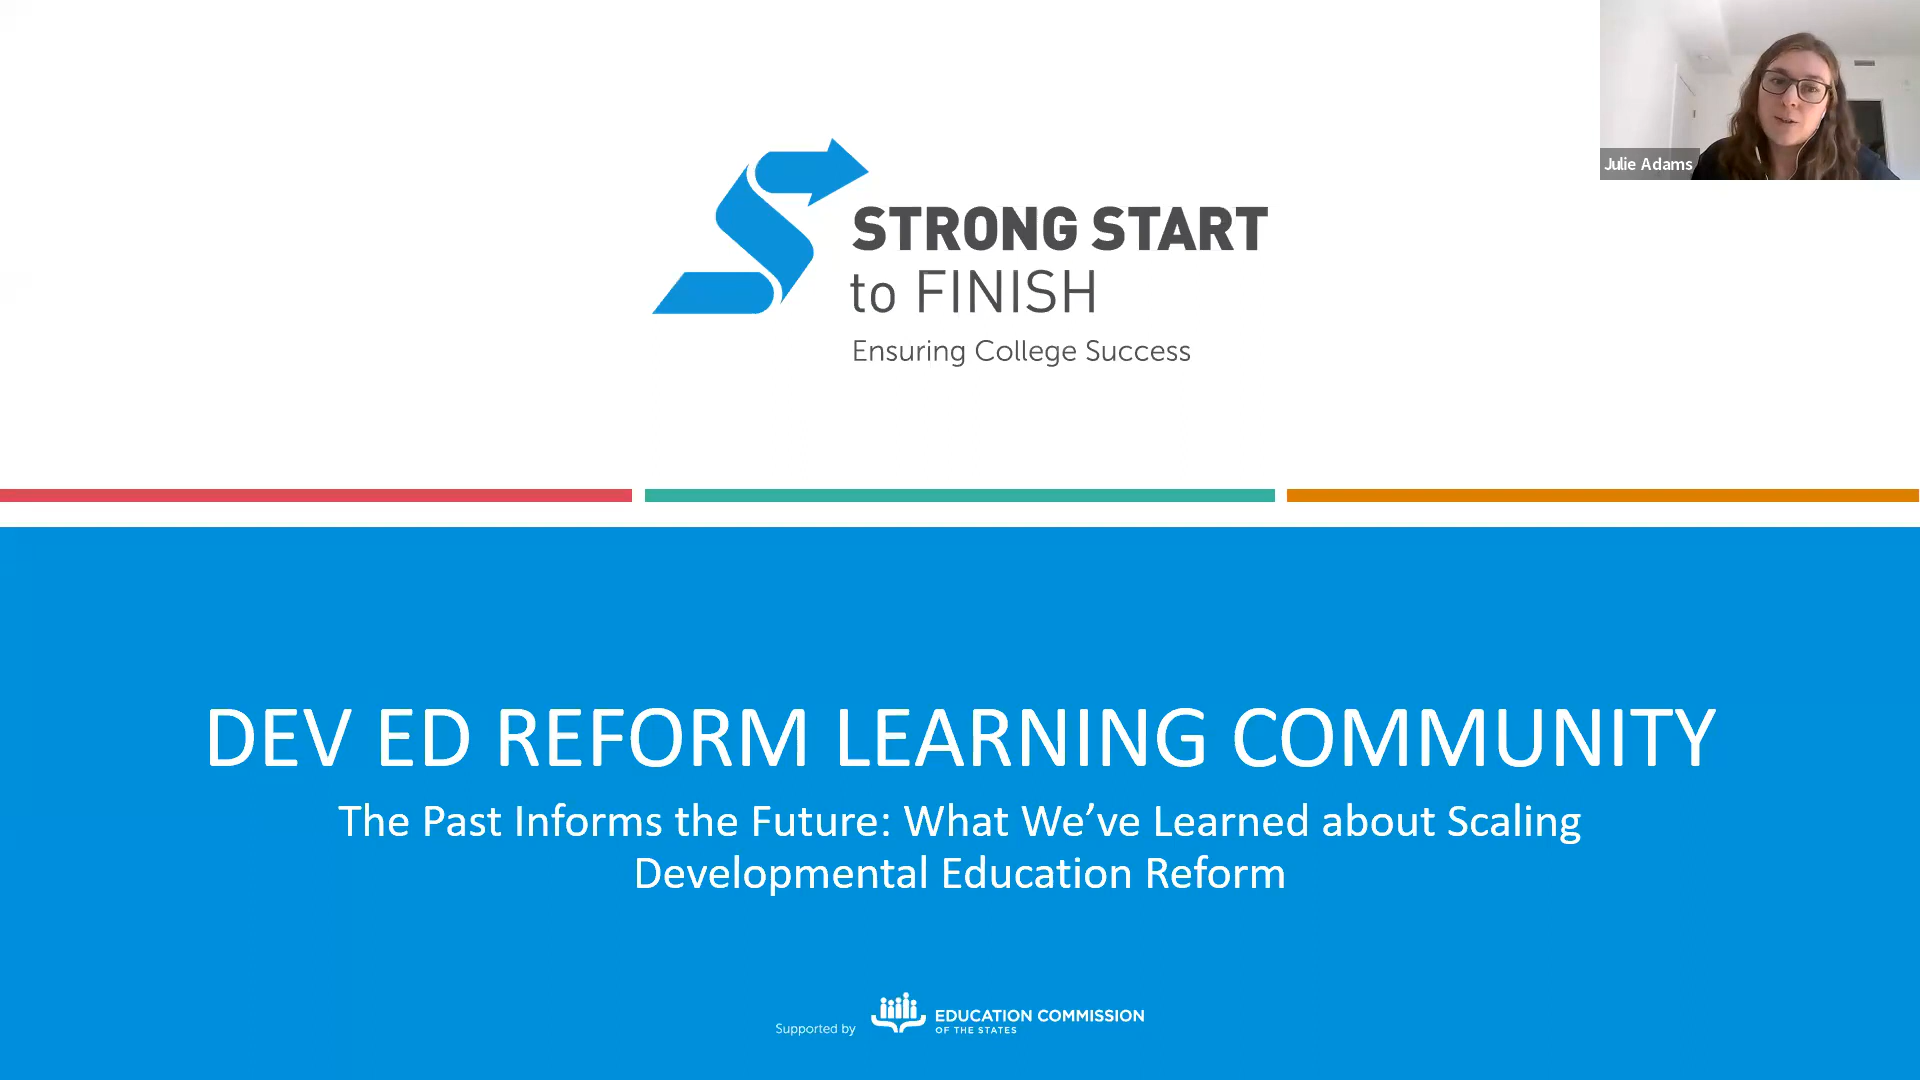 Julie Adams
STRONG START
to FINISH
Ensuring College Success
DEV ED REFORM LEARNING COMMUNITY
The Past Informs the Future: What We’ve Learned about Scaling
Developmental Education Reform
Supported by
EDUCATION COMMISSION
OF THE STATES